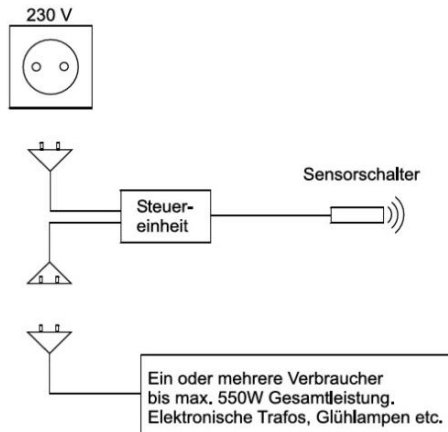 230 V
Sensorschalter
Steuer-
einheit
Ein oder mehrere Verbraucher
bis max. 550W Gesamtleistung.
Elektronische Trafos, Glühlampen etc.